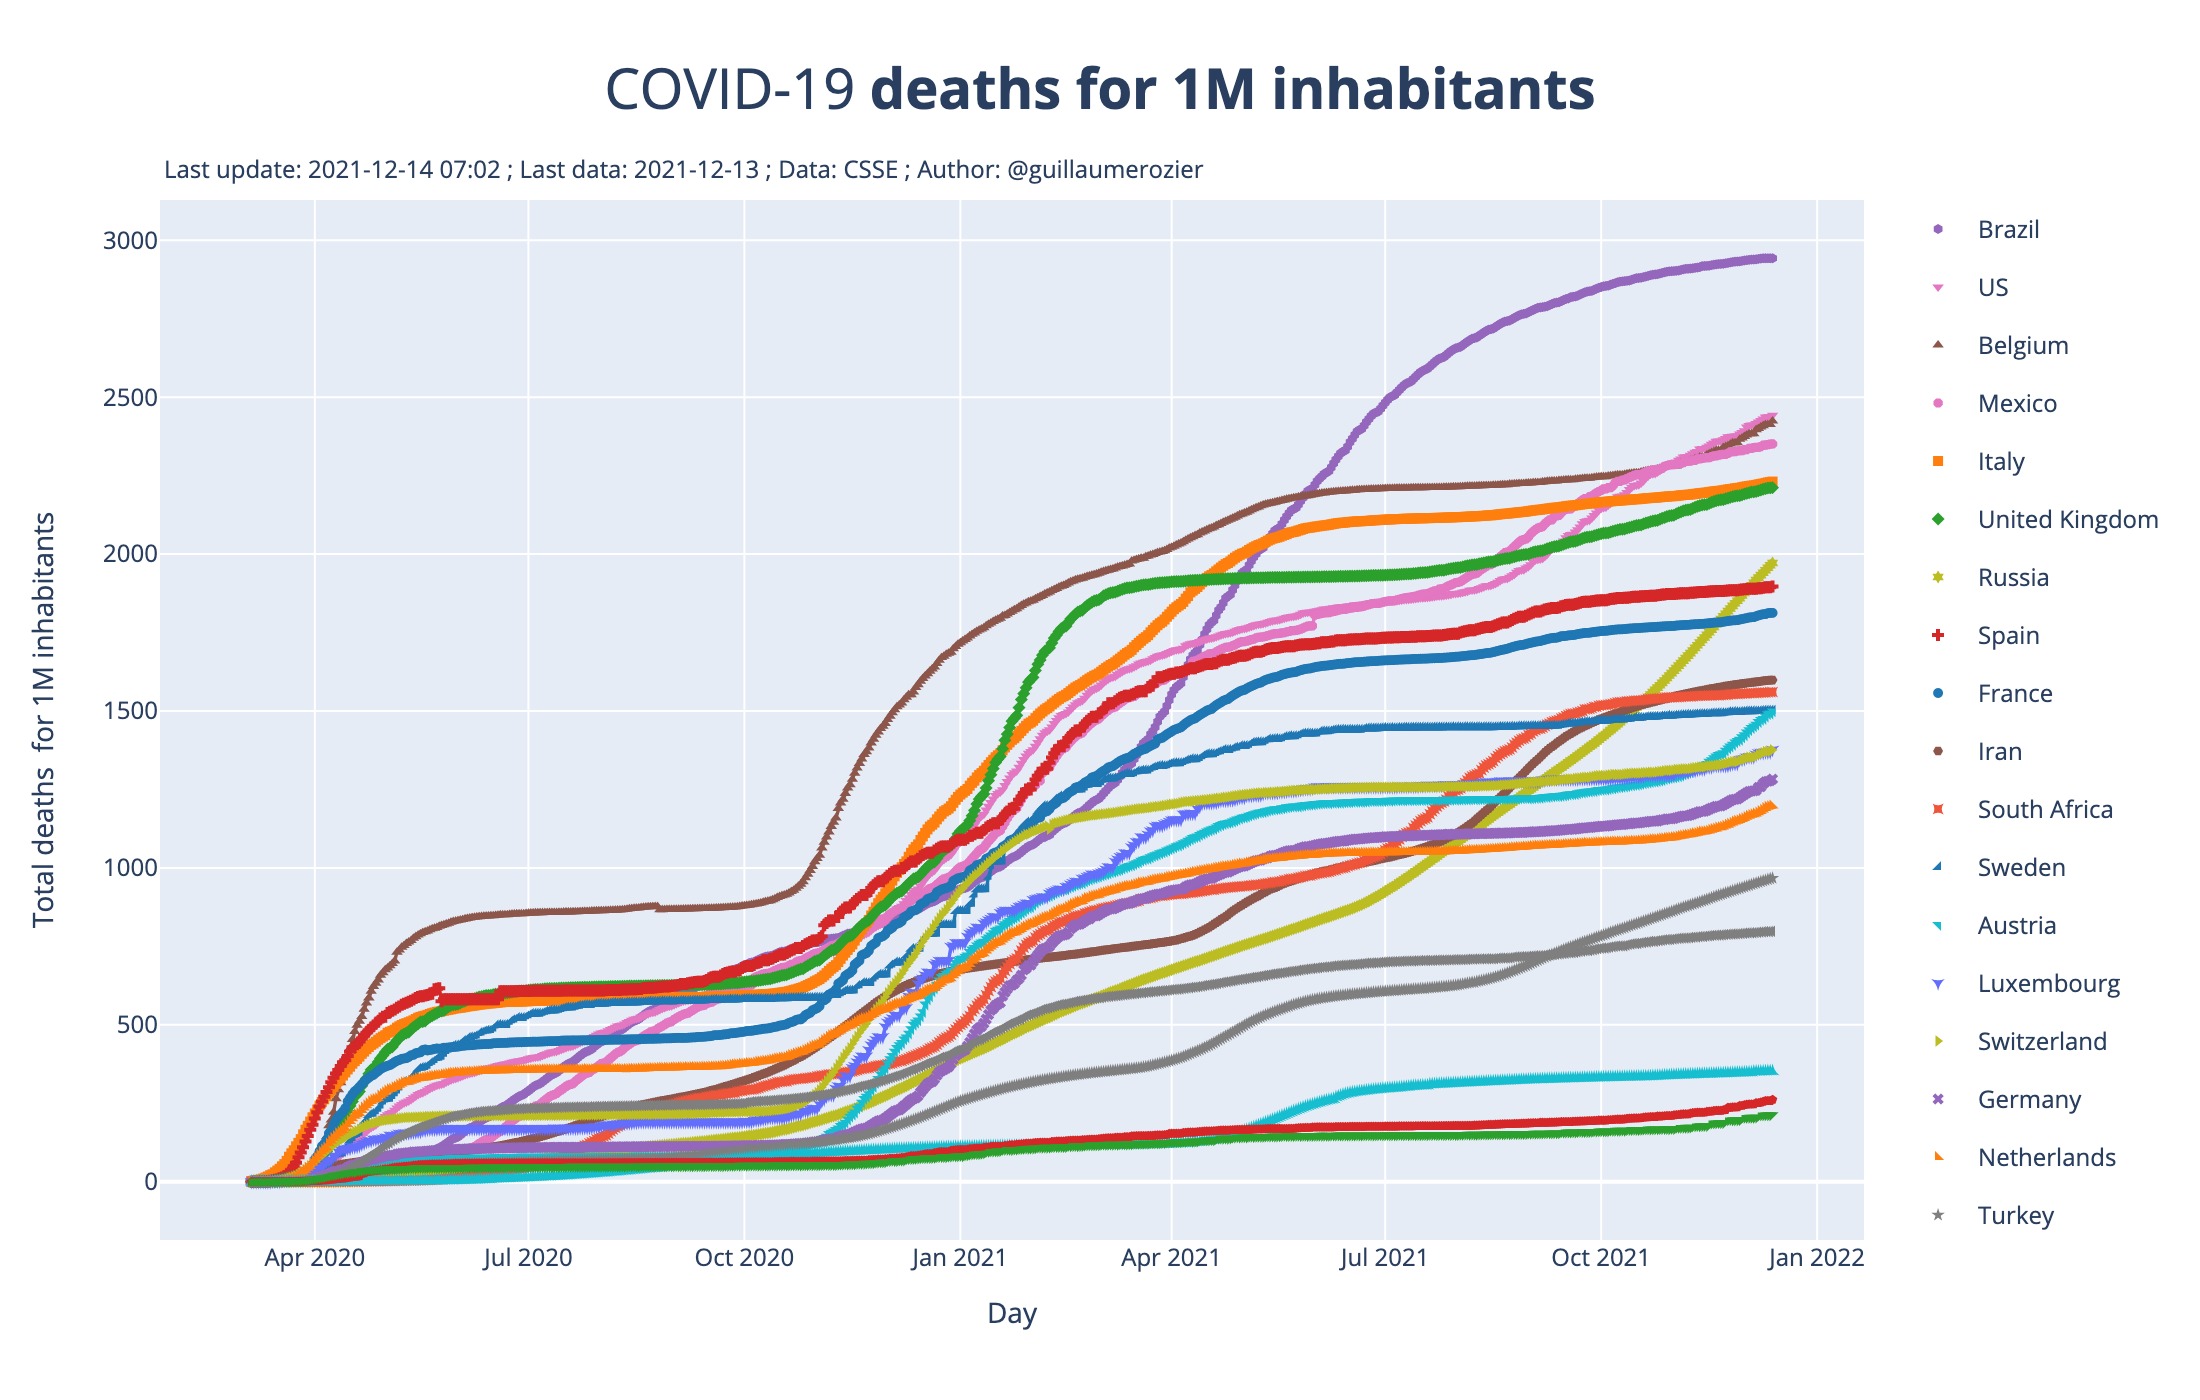 COVID-19 deaths for 1M inhabitants
Last update: 2021-12-14 07:02 ; Last data: 2021-12-13 ; Data: CSSE ; Author: @guillaumerozier
Total deaths for 1M inhabitants
3000
2500
2000
1500
1000
500
0
Apr 2020
Jul 2020
Oct 2020
Jan 2021
Apr 2021
Jul 2021
Oct 2021
Jan 2022
Day
Brazil
US
Belgium
Mexico
Italy
United Kingdom
Russia
Spain
France
Iran
South Africa
Sweden
Austria
Luxembourg
Switzerland
Germany
Netherlands
Turkey